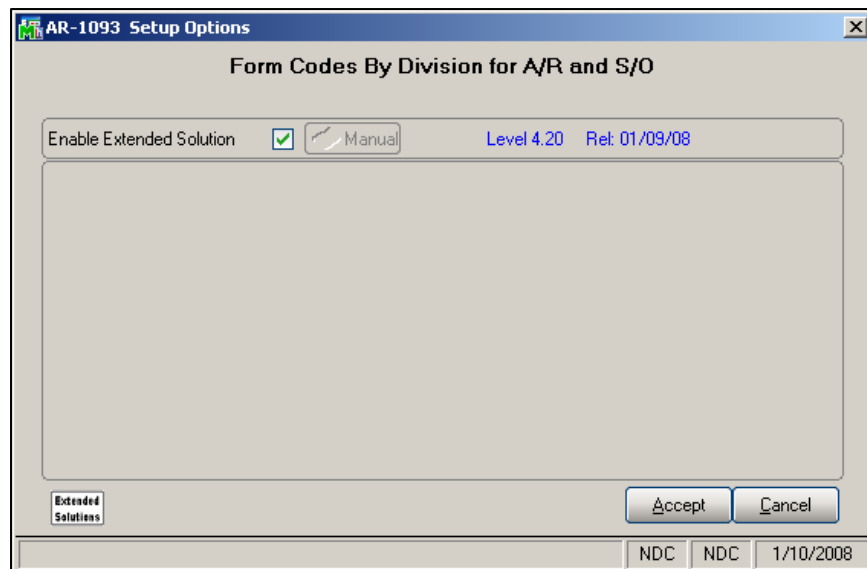 AR-1093 Setup Options
Form Codes By Division for A/R and S/O
Enable Extended Solution Manual Level 4.20 Rel: 01/09/08
Extended
Solutions
Accept Cancel
NDC NDC 1/10/2008